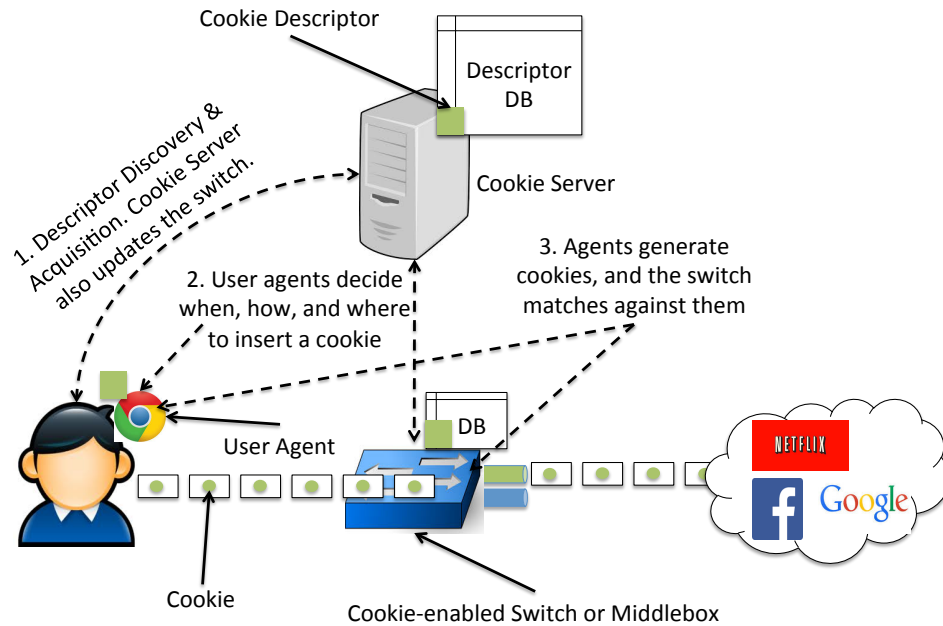 Cookie Descriptor
Descriptor
DB
Cookie Server
1. Descriptor Discovery &
Acquisition. Cookie Server
also updates the switch.
2. User agents decide
when, how, and where
to insert a cookie
3. Agents generate
cookies, and the switch
matches against them
User Agent
DB
NETFLIX
f
Google
Cookie
Cookie-enabled Switch or Middlebox